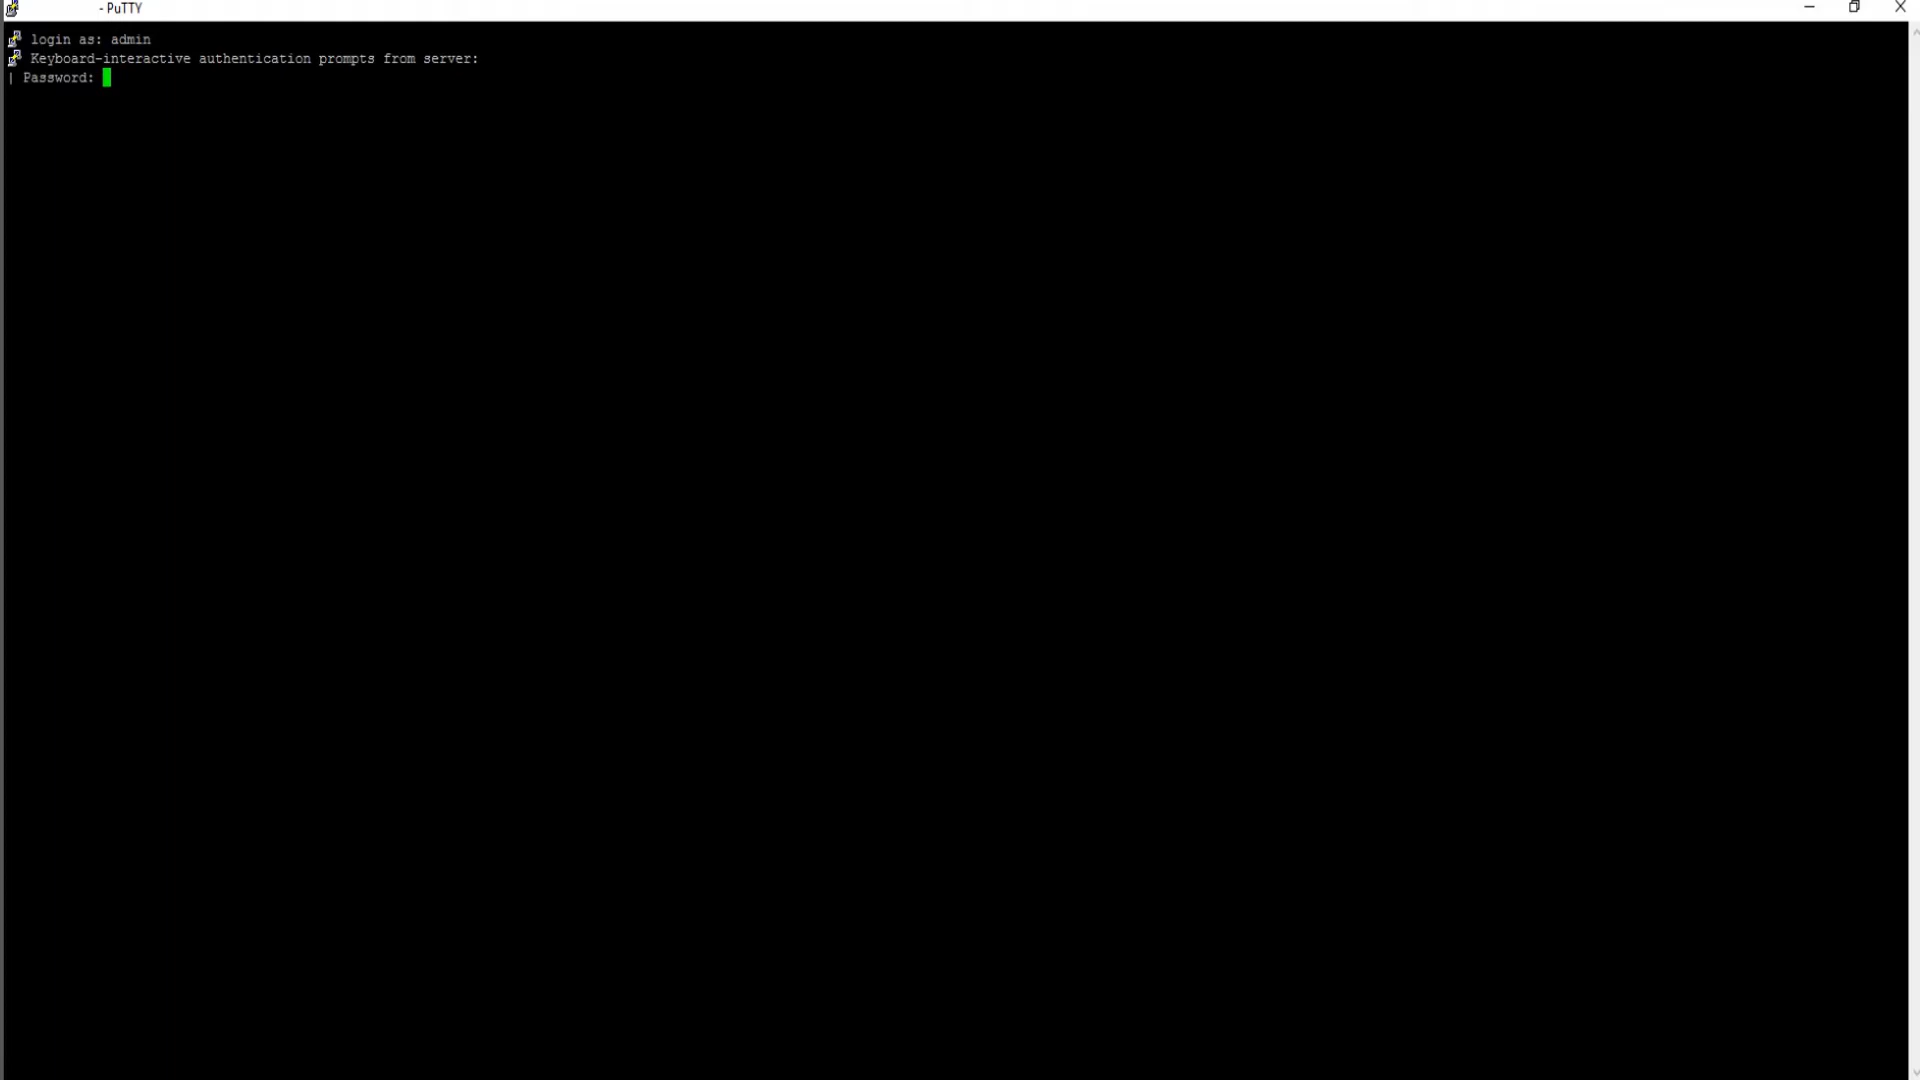 - PuTTY
login as: admin
Keyboard-interactive authentication prompts from server:
| Password: